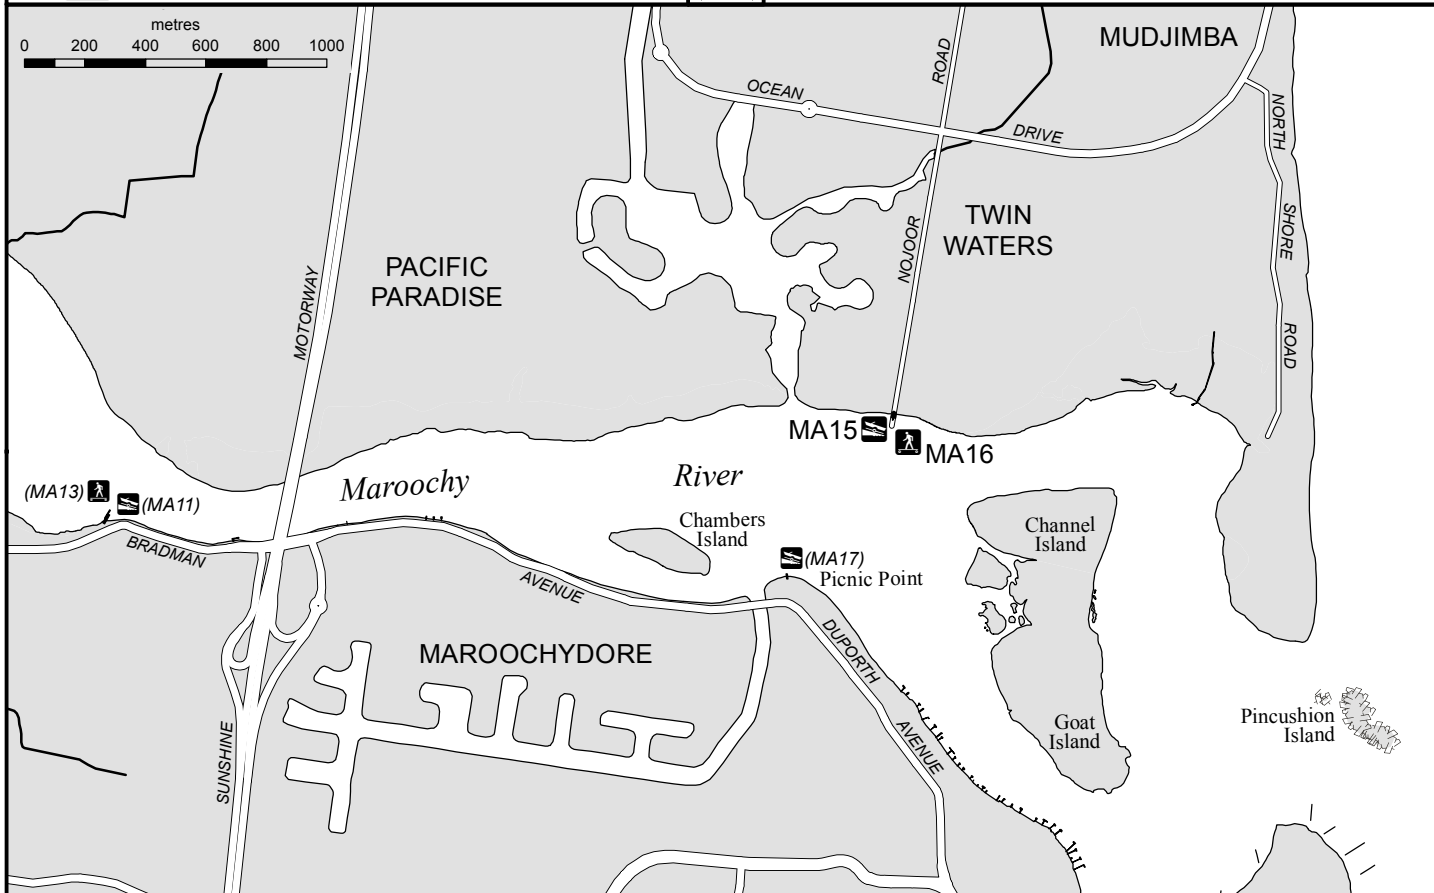 metres
0 200 400 600 800 1000
MUDJIMBA
ROAD
OCEAN
DRIVE
NORTH
SHORE
ROAD
TWIN
WATERS
NOJOOR
PACIFIC
PARADISE
MOTORWAY
MA15
MA16
Maroochy
River
(MA13)
(MA11)
BRADMAN
AVENUE
Chambers
Island
(MA17)
Picnic Point
Channel
Island
DUPORTH
AVENUE
MAROOCHYDORE
SUNSHINE
Goat
Island
Pincushion
Island